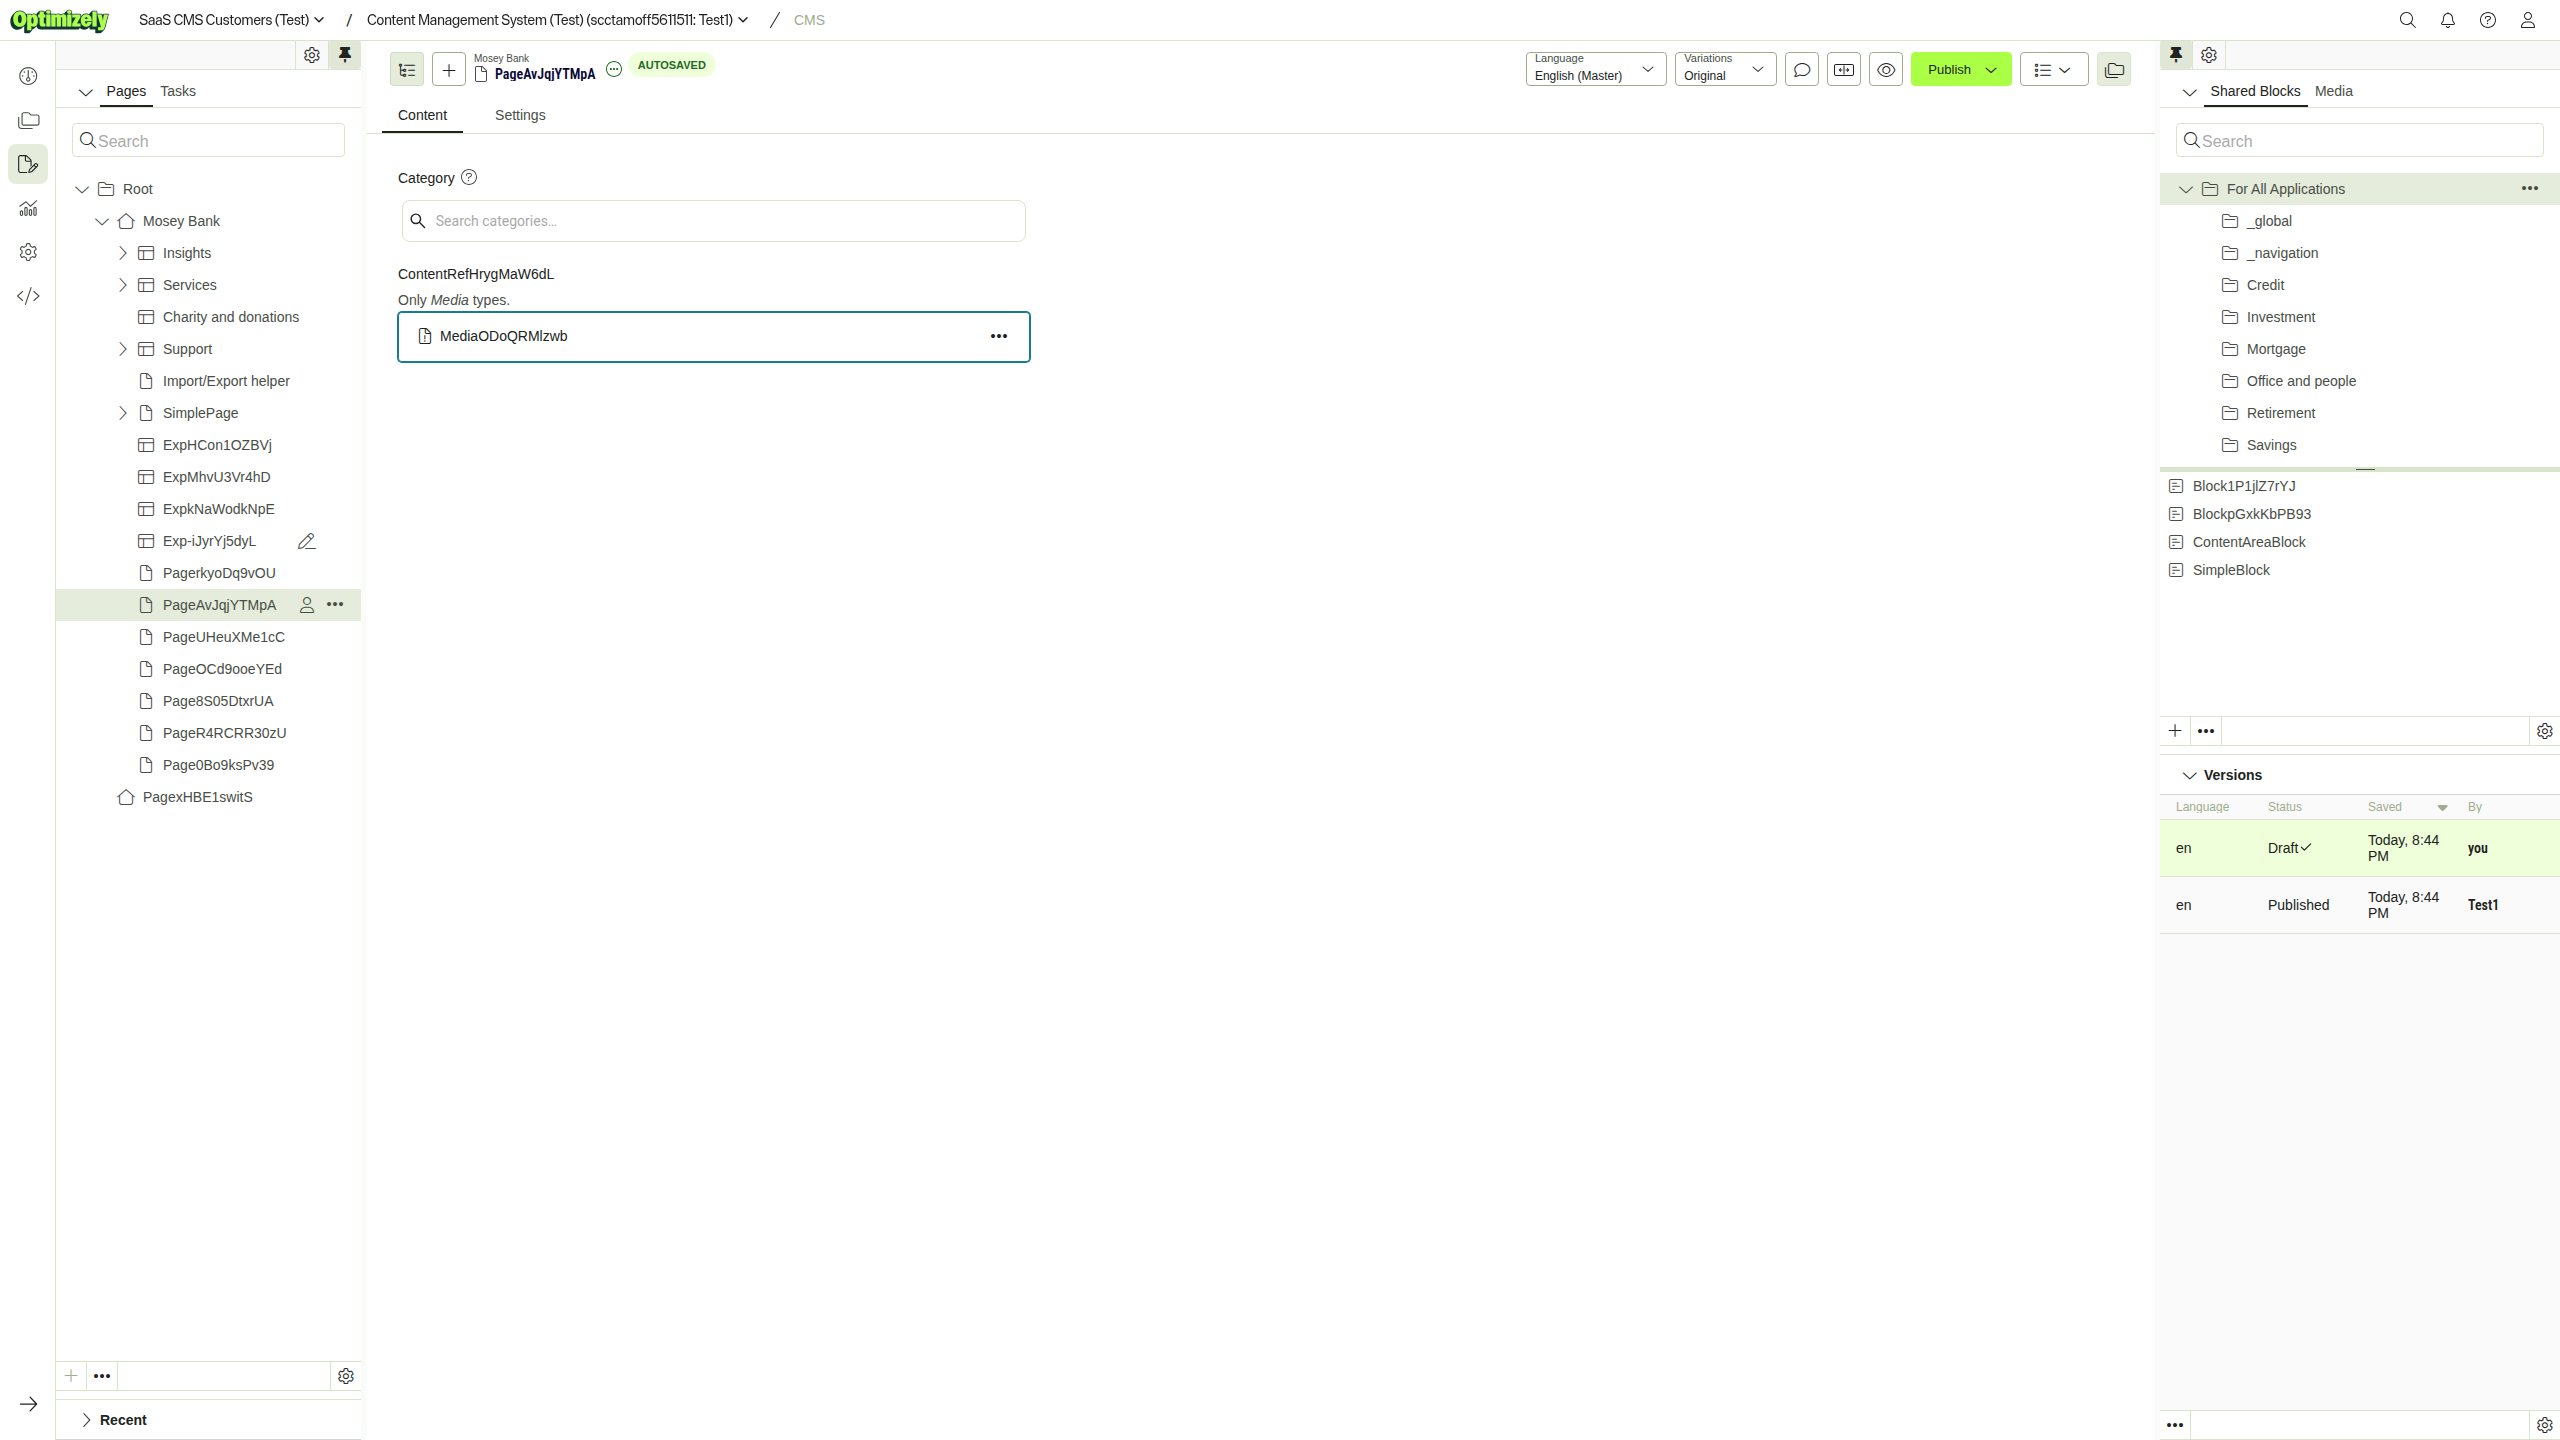 Optimizely
SaaS CMS Customers (Test)
/
Content Management System (Test) (scctamoff5611511: Test1)
/
CMS
Pages
Tasks
Search
Root
Mosey Bank
Insights
Services
Charity and donations
Support
Import/Export helper
SimplePage
ExpHCon1OZBVj
ExpMhvU3Vr4hD
ExpkNaWodkNpE
Exp-iJyrYj5dyL
PagerkyoDq9vOU
PageAvJqjYTMpA
PageUHeuXMe1cC
PageOCd9ooeYEd
Page8S05DtxrUA
PageR4RCRR30zU
Page0Bo9ksPv39
PagexHBE1switS
Recent
Mosey Bank
PageAvJqjYTMpA
AUTOSAVED
Language
English (Master)
Variations
Original
Publish
Content
Settings
Category
Search categories...
ContentRefHrygMaW6dL
Only Media types.
MediaODoQRMlzwb
Shared Blocks
Media
Search
For All Applications
_global
_navigation
Credit
Investment
Mortgage
Office and people
Retirement
Savings
Block1P1jlZ7rYJ
BlockpGxkKbPB93
ContentAreaBlock
SimpleBlock
Versions
Language Status Saved By
en Draft Today, 8:44 PM you
en Published Today, 8:44 PM Test1